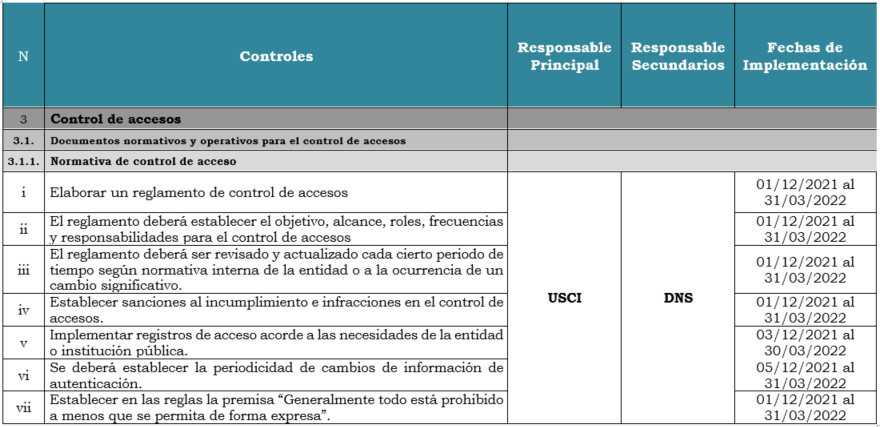 N
Controles
Responsable
Principal
Responsable
Secundarios
Fechas de
Implementación
3 Control de accesos
3.1. Documentos normativos y operativos para el control de accesos
3.1.1. Normativa de control de acceso
i Elaborar un reglamento de control de accesos
01/12/2021 al
31/03/2022
ii El reglamento deberá establecer el objetivo, alcance, roles, frecuencias
y responsabilidades para el control de accesos
01/12/2021 al
31/03/2022
iii El reglamento deberá ser revisado y actualizado cada cierto periodo de
tiempo según normativa interna de la entidad o a la ocurrencia de un
cambio significativo.
01/12/2021 al
31/03/2022
USCI
DNS
iv Establecer sanciones al incumplimiento e infracciones en el control de
accesos.
01/12/2021 al
31/03/2022
v Implementar registros de acceso acorde a las necesidades de la entidad
o institución pública.
03/12/2021 al
30/03/2022
vi Se deberá establecer la periodicidad de cambios de información de
autenticación.
05/12/2021 al
31/03/2022
vii Establecer en las reglas la premisa “Generalmente todo está prohibido
a menos que se permita de forma expresa”.
01/12/2021 al
31/03/2022